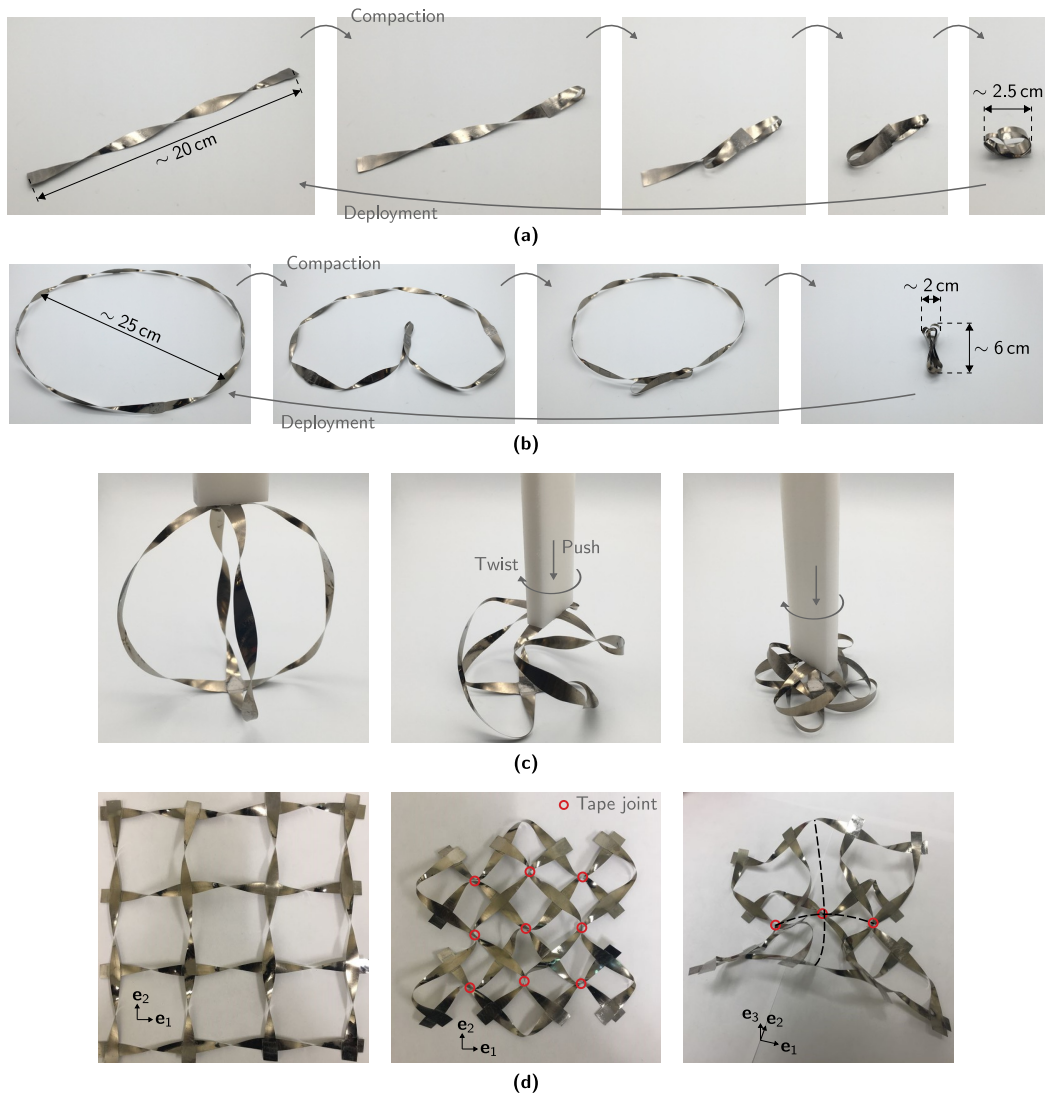 Compaction
∼ 20 cm
∼ 2.5 cm
Deployment
(a)
Compaction
∼ 25 cm
∼ 2 cm
∼ 6 cm
Deployment
(b)
Push
Twist
(c)
Tape joint
e2
e1
e2
e1
e3
e2
e1
(d)